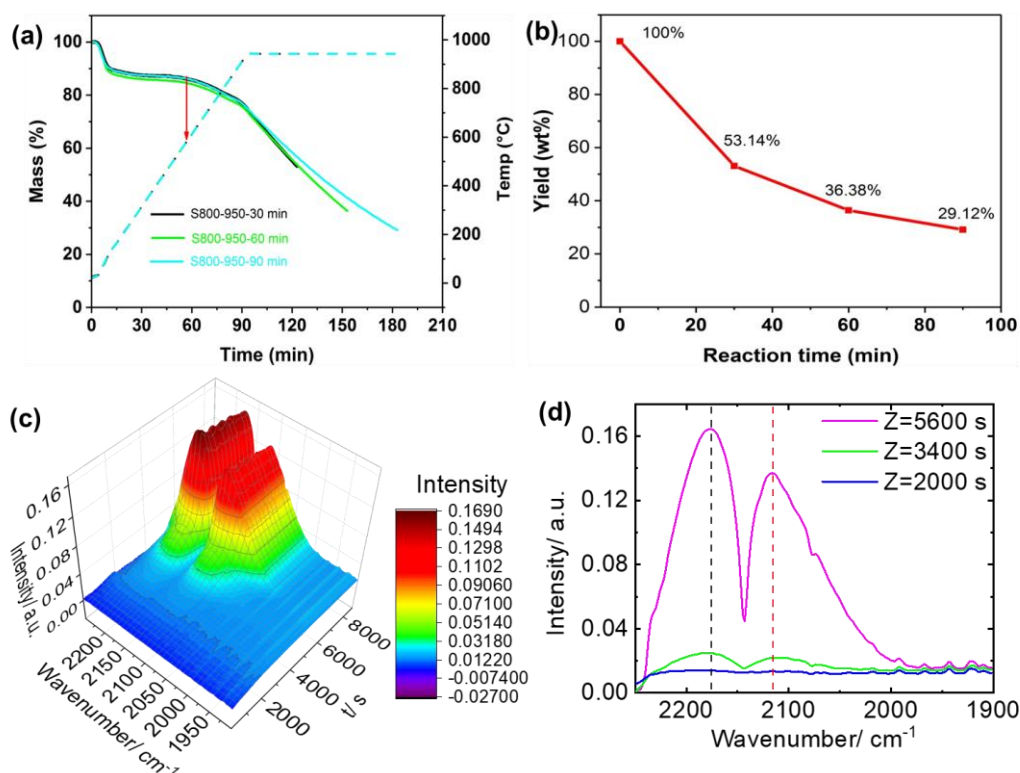 (a)
Mass (%)
100
80
60
40
20
0
0 30 60 90 120 150 180 210
Time (min)
1000
800
600
400
200
0
Temp (°C)
S800-950-30 min
S800-950-60 min
S800-950-90 min
(b)
Yield (wt%)
100
80
60
40
20
0
100%
53.14%
36.38%
29.12%
0 20 40 60 80 100
Reaction time (min)
(c)
Intensity/ a.u.
0.16
0.12
0.08
0.04
0.00
2200
2150
2100
2050
2000
1950
Wavenumber/ cm⁻¹
2000
4000
6000
8000
t/ s
Intensity
0.1690
0.1494
0.1298
0.1102
0.09060
0.07100
0.05140
0.03180
0.01220
-0.007400
-0.02700
(d)
Intensity/ a.u.
0.16
0.12
0.08
0.04
0.00
Z=5600 s
Z=3400 s
Z=2000 s
2200 2100 2000 1900
Wavenumber/ cm⁻¹